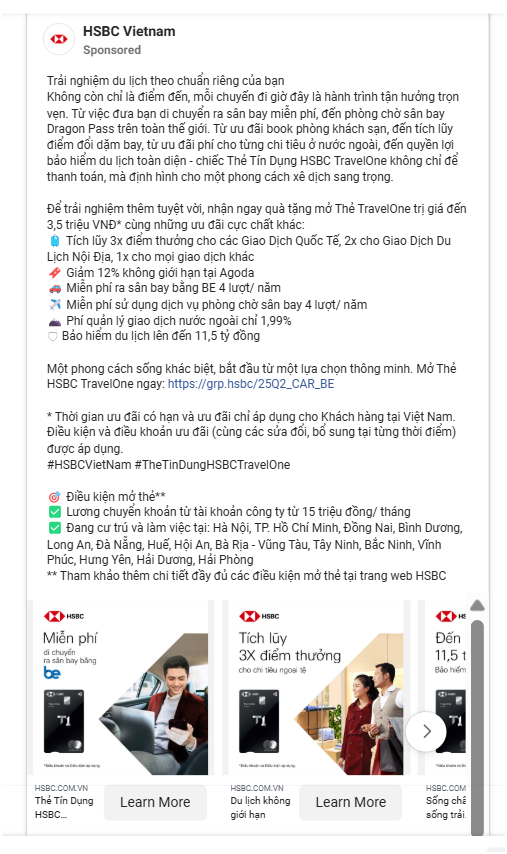 HSBC Vietnam
Sponsored
Trải nghiệm du lịch theo chuẩn riêng của bạn
Không còn chỉ là điểm đến, mỗi chuyến đi giờ đây là hành trình tận hưởng trọn
vẹn. Từ việc đưa bạn di chuyển ra sân bay miễn phí, đến phòng chờ sân bay
Dragon Pass trên toàn thế giới. Từ ưu đãi book phòng khách sạn, đến tích lũy
điểm đổi dặm bay, từ ưu đãi phí cho từng chi tiêu ở nước ngoài, đến quyền lợi
bảo hiểm du lịch toàn diện - chiếc Thẻ Tín Dụng HSBC TravelOne không chỉ để
thanh toán, mà định hình cho một phong cách xê dịch sang trọng.
Để trải nghiệm thêm tuyệt vời, nhận ngay quà tặng mở Thẻ TravelOne trị giá đến
3,5 triệu VNĐ* cùng những ưu đãi cực chất khác:
🧳 Tích lũy 3x điểm thưởng cho các Giao Dịch Quốc Tế, 2x cho Giao Dịch Du
Lịch Nội Địa, 1x cho mọi giao dịch khác
Giảm 12% không giới hạn tại Agoda
Miễn phí ra sân bay bằng BE 4 lượt/ năm
Miễn phí sử dụng dịch vụ phòng chờ sân bay 4 lượt/ năm
Phí quản lý giao dịch nước ngoài chỉ 1,99%
Bảo hiểm du lịch lên đến 11,5 tỷ đồng
Một phong cách sống khác biệt, bắt đầu từ một lựa chọn thông minh. Mở Thẻ
HSBC TravelOne ngay: https://grp.hsbc/25Q2_CAR_BE
* Thời gian ưu đãi có hạn và ưu đãi chỉ áp dụng cho Khách hàng tại Việt Nam.
Điều kiện và điều khoản ưu đãi (cùng các sửa đổi, bổ sung tại từng thời điểm)
được áp dụng.
#HSBCVietNam #TheTinDungHSBCTravelOne
🎯 Điều kiện mở thẻ**
✅ Lương chuyển khoản từ tài khoản công ty từ 15 triệu đồng/ tháng
✅ Đang cư trú và làm việc tại: Hà Nội, TP. Hồ Chí Minh, Đồng Nai, Bình Dương,
Long An, Đà Nẵng, Huế, Hội An, Bà Rịa - Vũng Tàu, Tây Ninh, Bắc Ninh, Vĩnh
Phúc, Hưng Yên, Hải Dương, Hải Phòng
** Tham khảo thêm chi tiết đầy đủ các điều kiện mở thẻ tại trang web HSBC
HSBC
Miễn phí
di chuyển
ra sân bay bằng
be
T1
*Điều khoản và Điều kiện áp dụng.
HSBC.COM.VN
Thẻ Tín Dụng
HSBC...
Learn More
HSBC
Tích lũy
3X điểm thưởng
cho chi tiêu ngoại tệ
T1
*Điều khoản và Điều kiện áp dụng.
HSBC.COM.VN
Du lịch không
giới hạn
Learn More
HS
Đến
11,5 t
Bảo hiểm
HSBC.COM
Sống chấ
sống trải